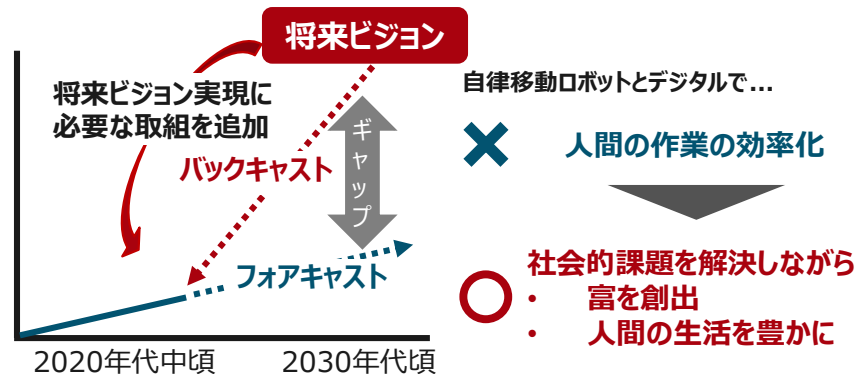 将来ビジョン
将来ビジョン実現に
必要な取組を追加
バックキャスト
ギャップ
フォアキャスト
2020年代中頃
2030年代頃
自律移動ロボットとデジタルで…
人間の作業の効率化
社会的課題を解決しながら
• 富を創出
• 人間の生活を豊かに